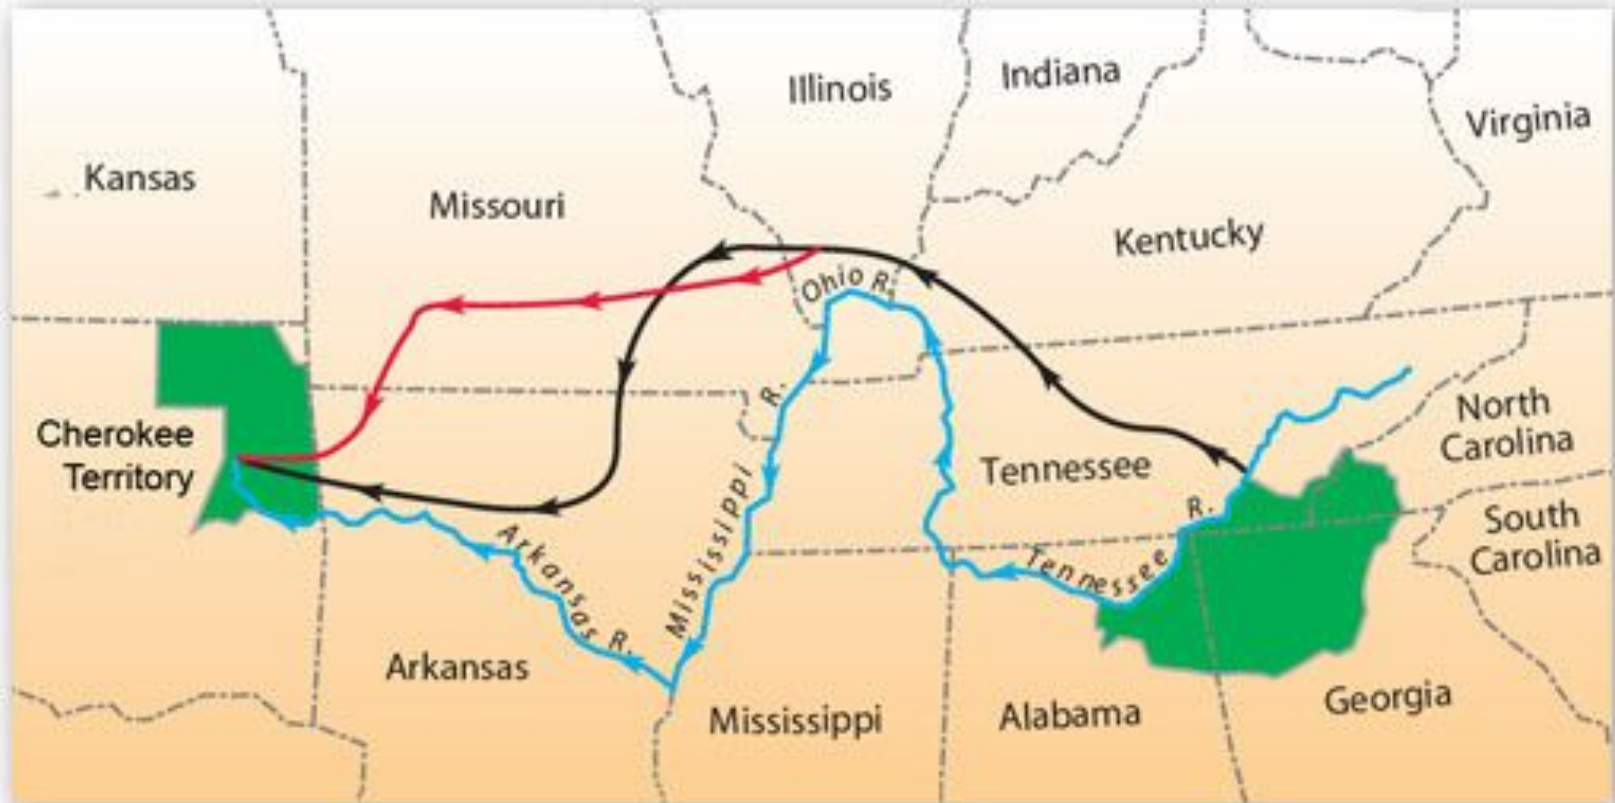 Illinois
Indiana
Virginia
Kansas
Missouri
Kentucky
Ohio R.
Cherokee
Territory
North
Carolina
Tennessee
South
Carolina
R.
Mississippi
R.
Tennessee
Arkansas R.
Arkansas
Mississippi
Alabama
Georgia